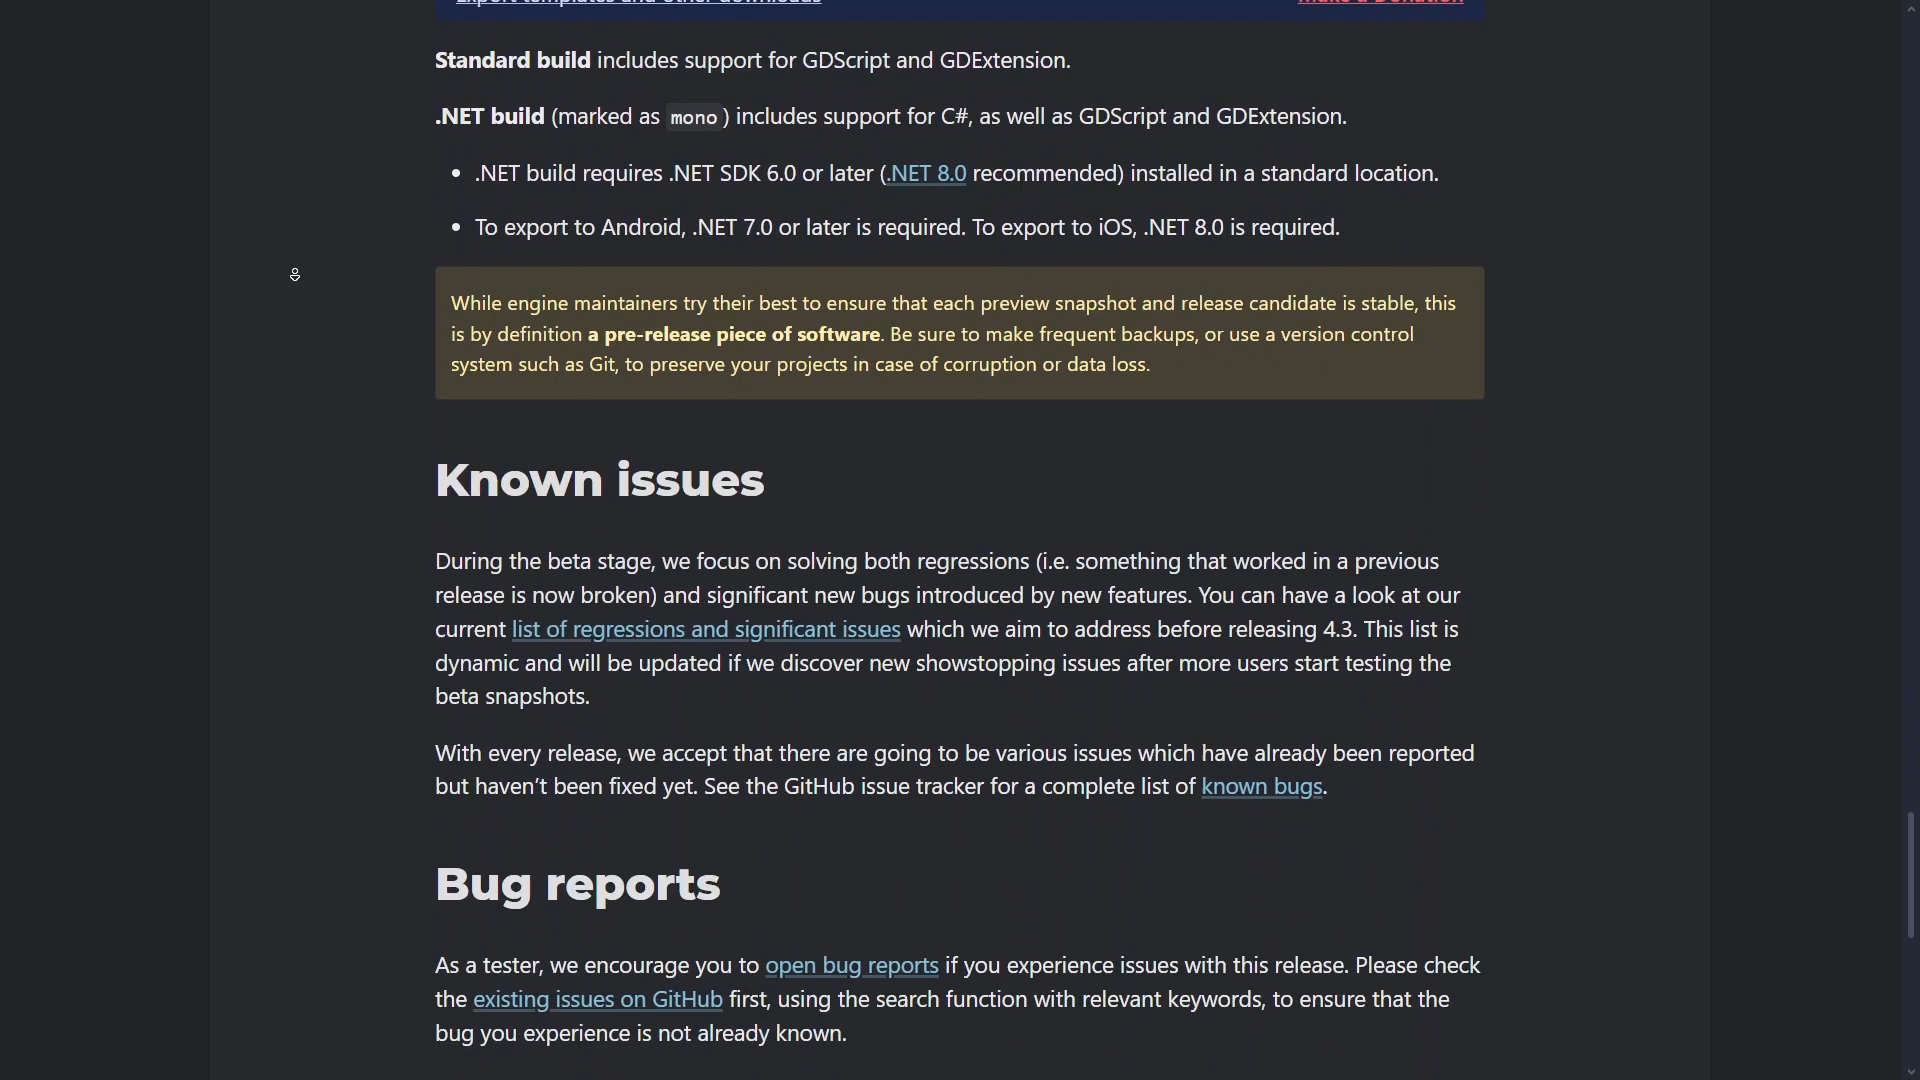 Export templates and other downloads Make a Donation
Standard build includes support for GDScript and GDExtension.
.NET build (marked as mono) includes support for C#, as well as GDScript and GDExtension.
• .NET build requires .NET SDK 6.0 or later (.NET 8.0 recommended) installed in a standard location.
• To export to Android, .NET 7.0 or later is required. To export to iOS, .NET 8.0 is required.
While engine maintainers try their best to ensure that each preview snapshot and release candidate is stable, this
is by definition a pre-release piece of software. Be sure to make frequent backups, or use a version control
system such as Git, to preserve your projects in case of corruption or data loss.
Known issues
During the beta stage, we focus on solving both regressions (i.e. something that worked in a previous
release is now broken) and significant new bugs introduced by new features. You can have a look at our
current list of regressions and significant issues which we aim to address before releasing 4.3. This list is
dynamic and will be updated if we discover new showstopping issues after more users start testing the
beta snapshots.
With every release, we accept that there are going to be various issues which have already been reported
but haven’t been fixed yet. See the GitHub issue tracker for a complete list of known bugs.
Bug reports
As a tester, we encourage you to open bug reports if you experience issues with this release. Please check
the existing issues on GitHub first, using the search function with relevant keywords, to ensure that the
bug you experience is not already known.